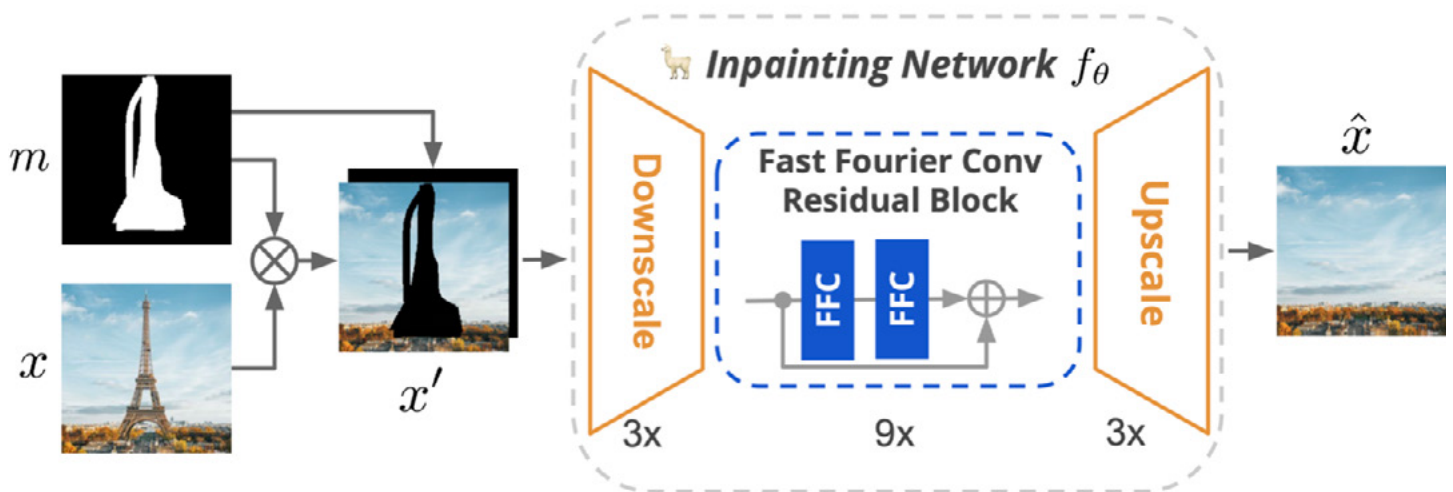 m
x
x′
🦙 Inpainting Network f_θ
Downscale
Fast Fourier Conv
Residual Block
FFC
FFC
Upscale
3x
9x
3x
x̂